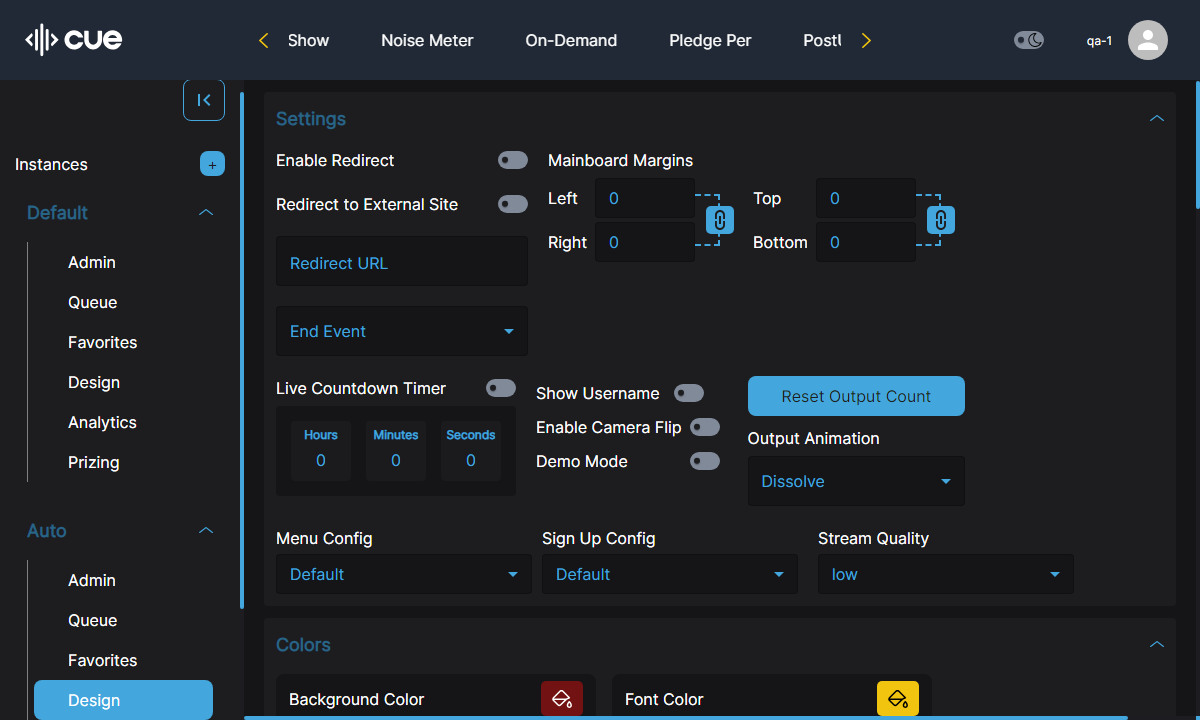 cue
Show
Noise Meter
On-Demand
Pledge Per
qa-1
Instances
+
Default
Admin
Queue
Favorites
Design
Analytics
Prizing
Auto
Admin
Queue
Favorites
Design
Settings
Enable Redirect
Redirect to External Site
Redirect URL
End Event
Mainboard Margins
Left 0
Right 0
Top 0
Bottom 0
Live Countdown Timer
Hours Minutes Seconds
0 0 0
Show Username
Enable Camera Flip
Demo Mode
Reset Output Count
Output Animation
Dissolve
Menu Config
Default
Sign Up Config
Default
Stream Quality
low
Colors
Background Color
Font Color